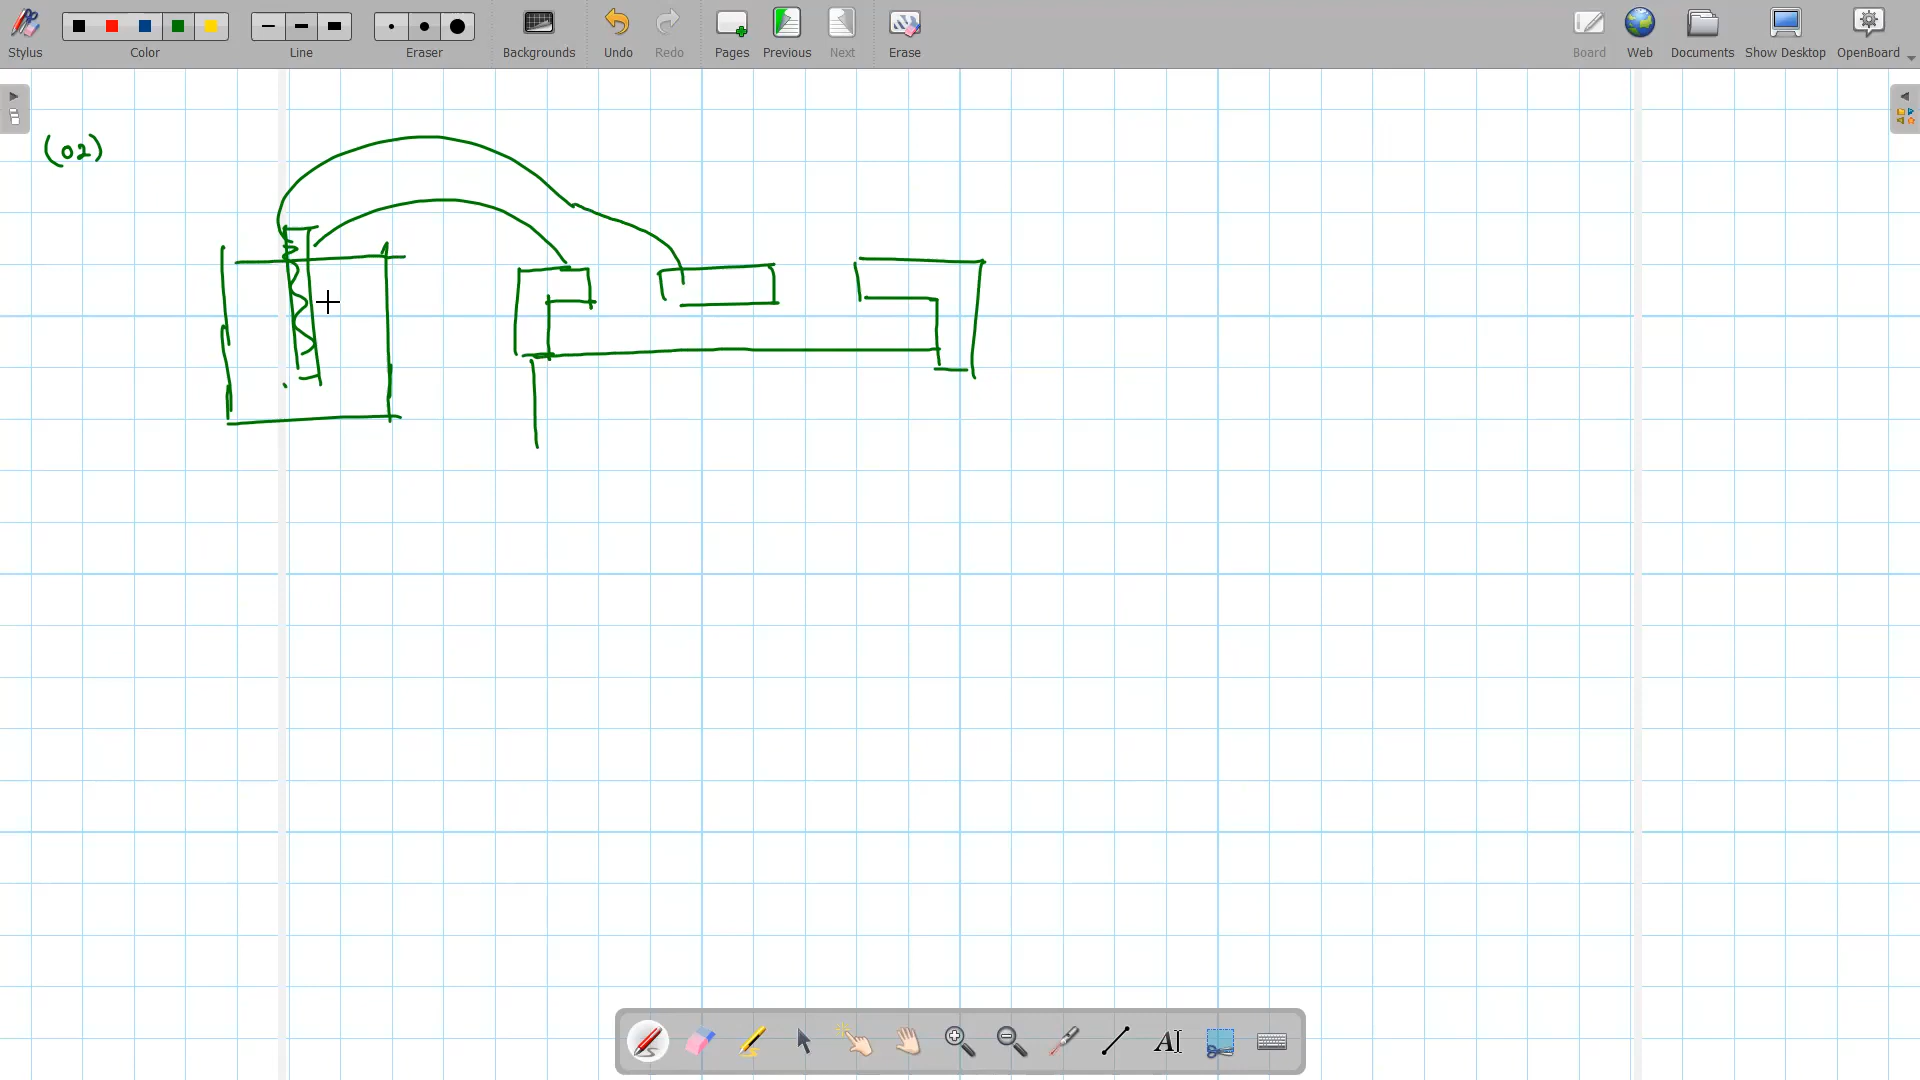 Stylus
Color
Line
Eraser
Backgrounds
Undo
Redo
Pages
Previous
Next
Erase
Board
Web
Documents
Show Desktop
OpenBoard
(02)